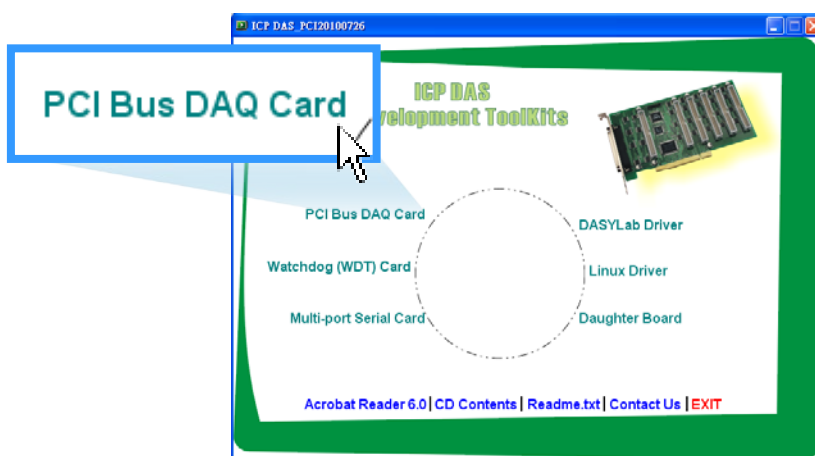 ICP DAS_PCI20100726
PCI Bus DAQ Card
ICP DAS
velopment ToolKits
PCI Bus DAQ Card
DASYLab Driver
Watchdog (WDT) Card
Linux Driver
Multi-port Serial Card
Daughter Board
Acrobat Reader 6.0| CD Contents | Readme.txt| Contact Us | EXIT